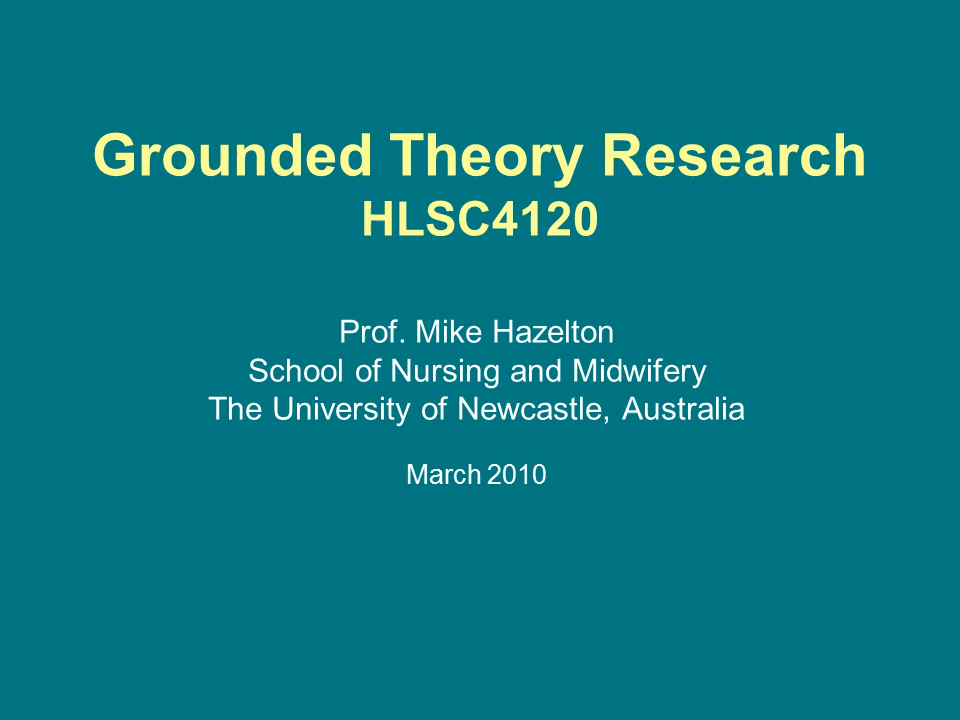 Grounded Theory Research
HLSC4120
Prof. Mike Hazelton
School of Nursing and Midwifery
The University of Newcastle, Australia
March 2010